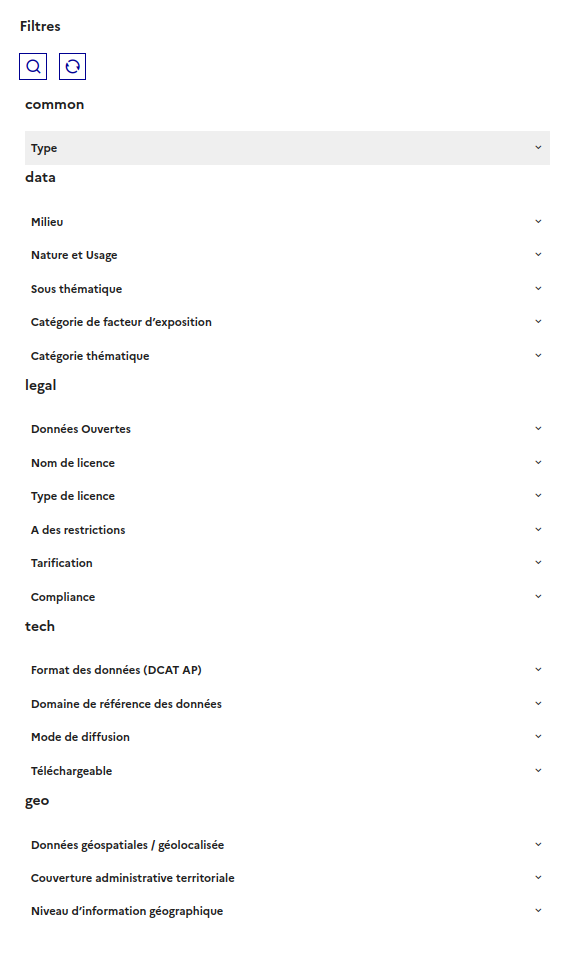 Filtres
common
Type
data
Milieu
Nature et Usage
Sous thématique
Catégorie de facteur d’exposition
Catégorie thématique
legal
Données Ouvertes
Nom de licence
Type de licence
A des restrictions
Tarification
Compliance
tech
Format des données (DCAT AP)
Domaine de référence des données
Mode de diffusion
Téléchargeable
geo
Données géospatiales / géolocalisée
Couverture administrative territoriale
Niveau d’information géographique